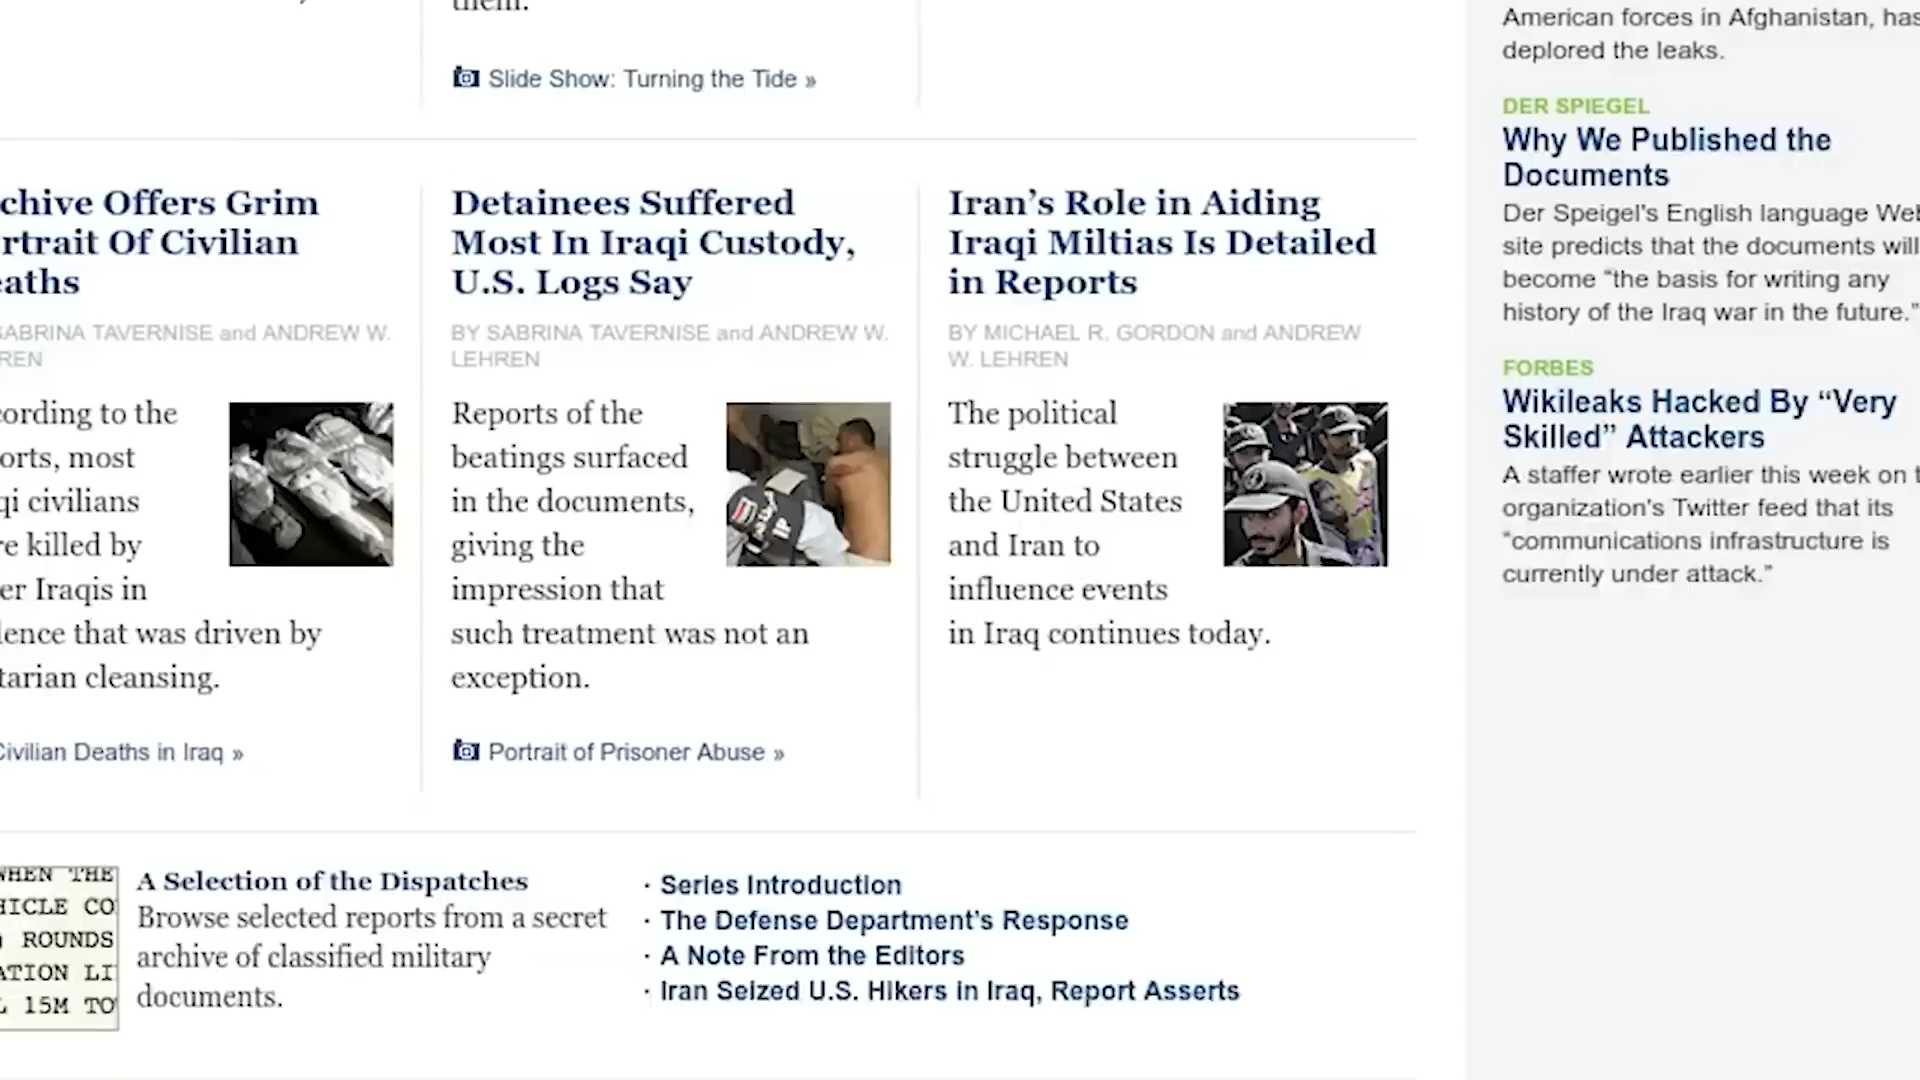 them.
Slide Show: Turning the Tide »
chive Offers Grim
rtrait Of Civilian
eaths
SABRINA TAVERNISE and ANDREW W.
REN
cording to the
orts, most
qi civilians
re killed by
er Iraqis in
lence that was driven by
tarian cleansing.
Civilian Deaths in Iraq »
Detainees Suffered
Most In Iraqi Custody,
U.S. Logs Say
BY SABRINA TAVERNISE and ANDREW W.
LEHREN
Reports of the
beatings surfaced
in the documents,
giving the
impression that
such treatment was not an
exception.
Portrait of Prisoner Abuse »
Iran’s Role in Aiding
Iraqi Miltias Is Detailed
in Reports
BY MICHAEL R. GORDON and ANDREW
W. LEHREN
The political
struggle between
the United States
and Iran to
influence events
in Iraq continues today.
WHEN THE
HICLE CO
ROUNDS
ATION LI
L 15M TO
A Selection of the Dispatches
Browse selected reports from a secret
archive of classified military
documents.
· Series Introduction
· The Defense Department’s Response
· A Note From the Editors
· Iran Seized U.S. Hikers in Iraq, Report Asserts
American forces in Afghanistan, has
deplored the leaks.
DER SPIEGEL
Why We Published the
Documents
Der Speigel's English language Web
site predicts that the documents will
become “the basis for writing any
history of the Iraq war in the future.”
FORBES
Wikileaks Hacked By “Very
Skilled” Attackers
A staffer wrote earlier this week on t
organization's Twitter feed that its
“communications infrastructure is
currently under attack.”